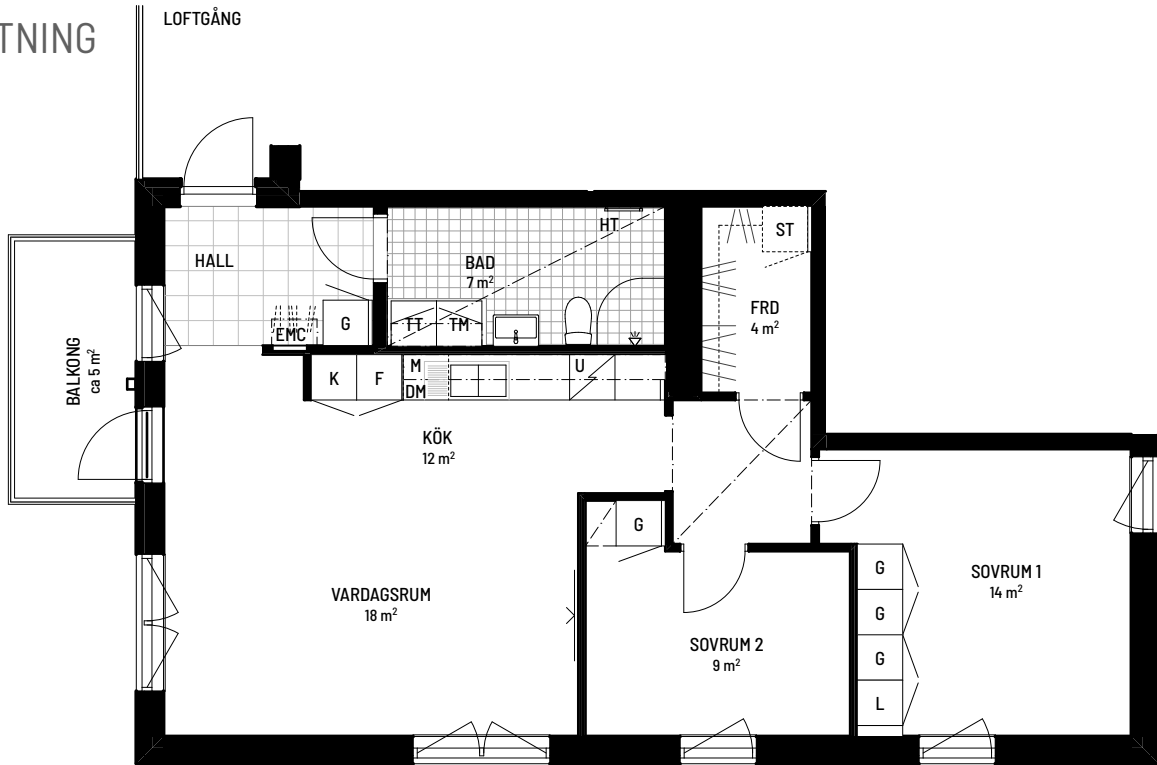 LOFTGÅNG
TNING
HALL
BAD
7 m²
HT
ST
FRD
4 m²
EMC
G
TT
TM
BALKONG
ca 5 m²
K
F
M
DM
U
KÖK
12 m²
G
VARDAGSRUM
18 m²
SOVRUM 2
9 m²
G
G
G
L
SOVRUM 1
14 m²